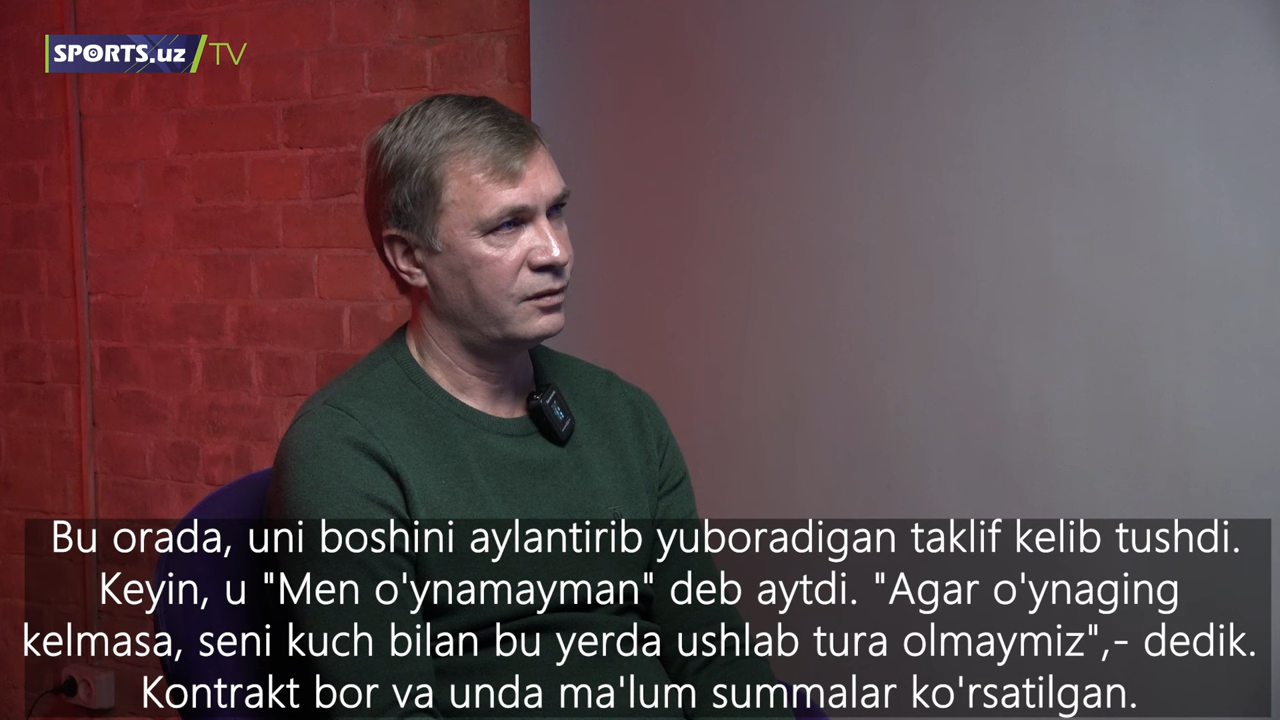 SPORTS.uz/TV
Bu orada, uni boshini aylantirib yuboradigan taklif kelib tushdi.
Keyin, u "Men o'ynamayman" deb aytdi. "Agar o'ynaging
kelmasa, seni kuch bilan bu yerda ushlab tura olmaymiz",- dedik.
Kontrakt bor va unda ma'lum summalar ko'rsatilgan.